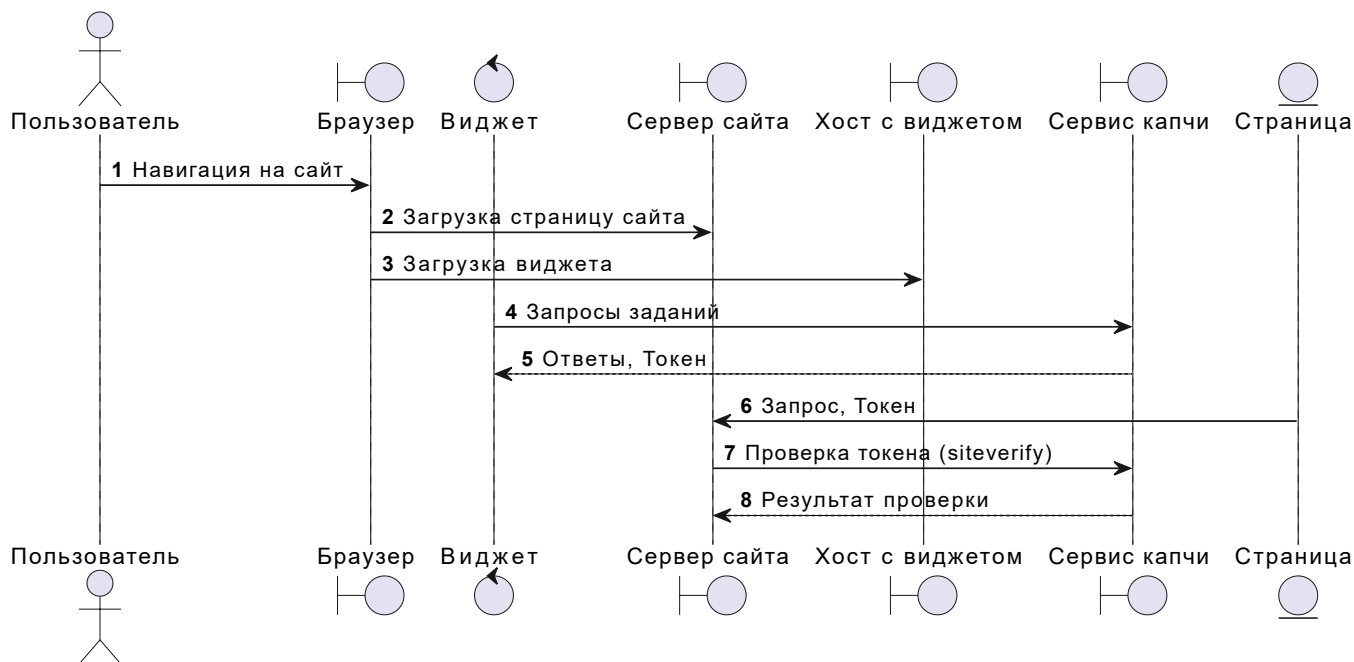 Пользователь Браузер Виджет Сервер сайта Хост с виджетом Сервис капчи Страница
1 Навигация на сайт
2 Загрузка страницу сайта
3 Загрузка виджета
4 Запросы заданий
5 Ответы, Токен
6 Запрос, Токен
7 Проверка токена (siteverify)
8 Результат проверки
Пользователь Браузер Виджет Сервер сайта Хост с виджетом Сервис капчи Страница